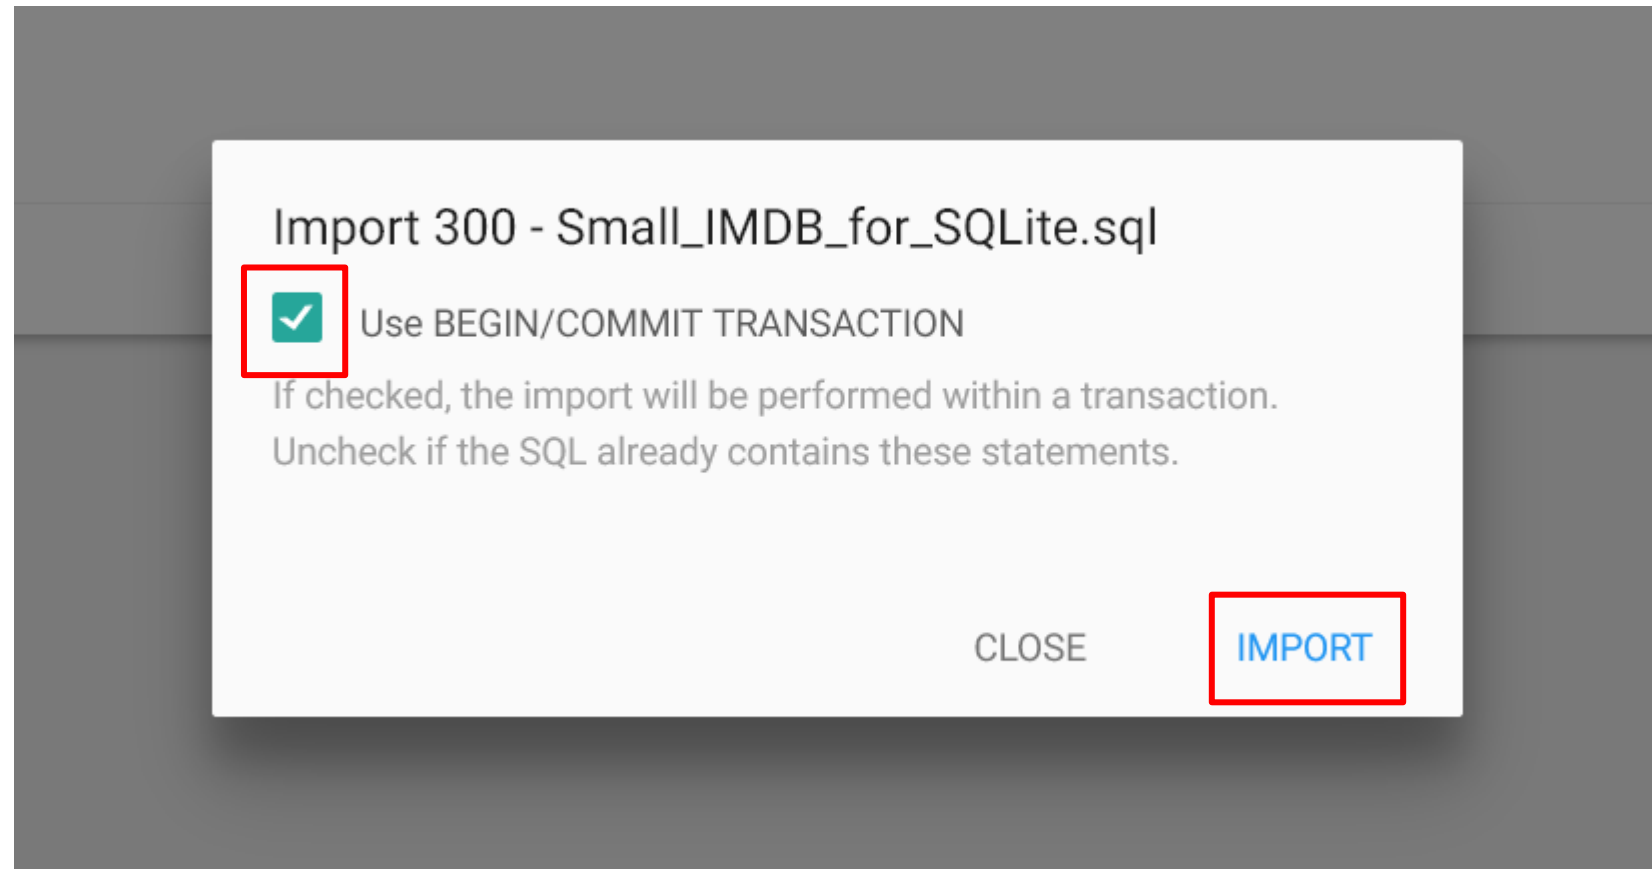 Import 300 - Small_IMDB_for_SQLite.sql
Use BEGIN/COMMIT TRANSACTION
If checked, the import will be performed within a transaction.
Uncheck if the SQL already contains these statements.
CLOSE IMPORT